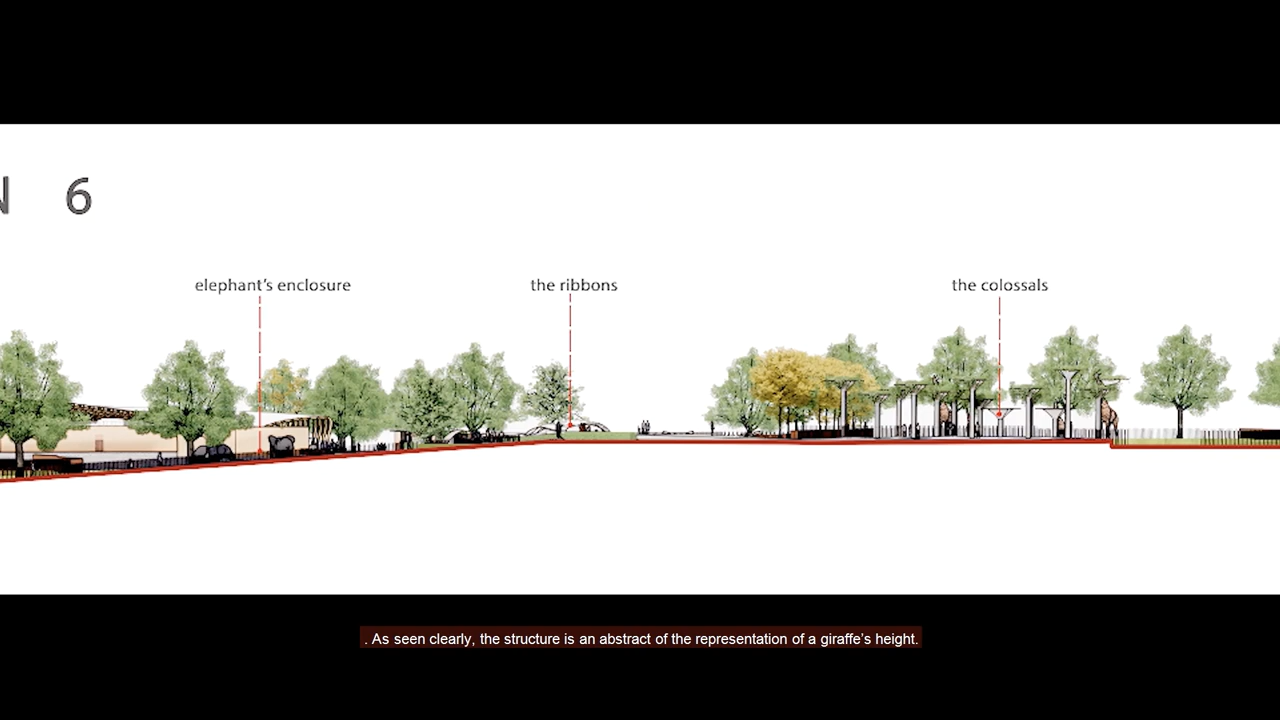 N 6
elephant's enclosure
the ribbons
the colossals
. As seen clearly, the structure is an abstract of the representation of a giraffe's height.